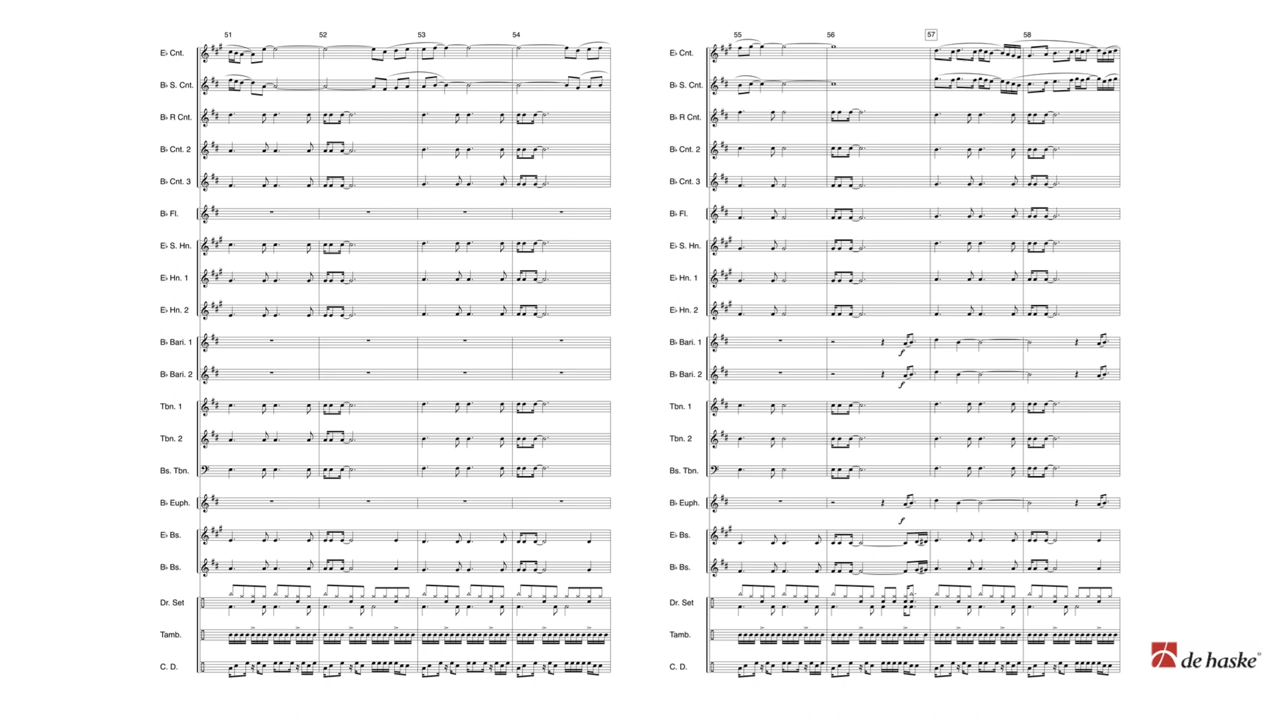 51 52 53 54
E♭ Cnt.
B♭ S. Cnt.
B♭ R Cnt.
B♭ Cnt. 2
B♭ Cnt. 3
B♭ Fl.
E♭ S. Hn.
E♭ Hn. 1
E♭ Hn. 2
B♭ Bari. 1
B♭ Bari. 2
Tbn. 1
Tbn. 2
Bs. Tbn.
B♭ Euph.
E♭ Bs.
B♭ Bs.
Dr. Set
Tamb.
C. D.
55 56 57 58
E♭ Cnt.
B♭ S. Cnt.
B♭ R Cnt.
B♭ Cnt. 2
B♭ Cnt. 3
B♭ Fl.
E♭ S. Hn.
E♭ Hn. 1
E♭ Hn. 2
B♭ Bari. 1
f
B♭ Bari. 2
f
Tbn. 1
Tbn. 2
Bs. Tbn.
B♭ Euph.
f
E♭ Bs.
B♭ Bs.
Dr. Set
Tamb.
C. D.
de haske